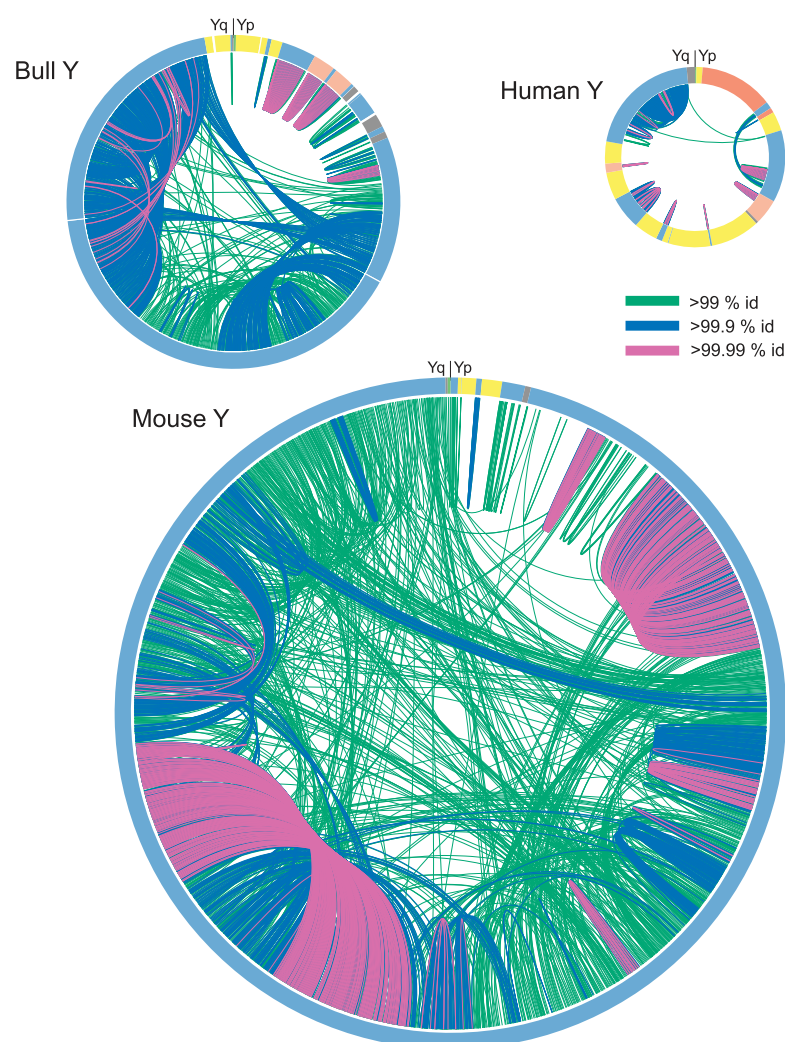 Yq Yp
Bull Y
Yq Yp
Human Y
>99 % id
>99.9 % id
>99.99 % id
Yq Yp
Mouse Y